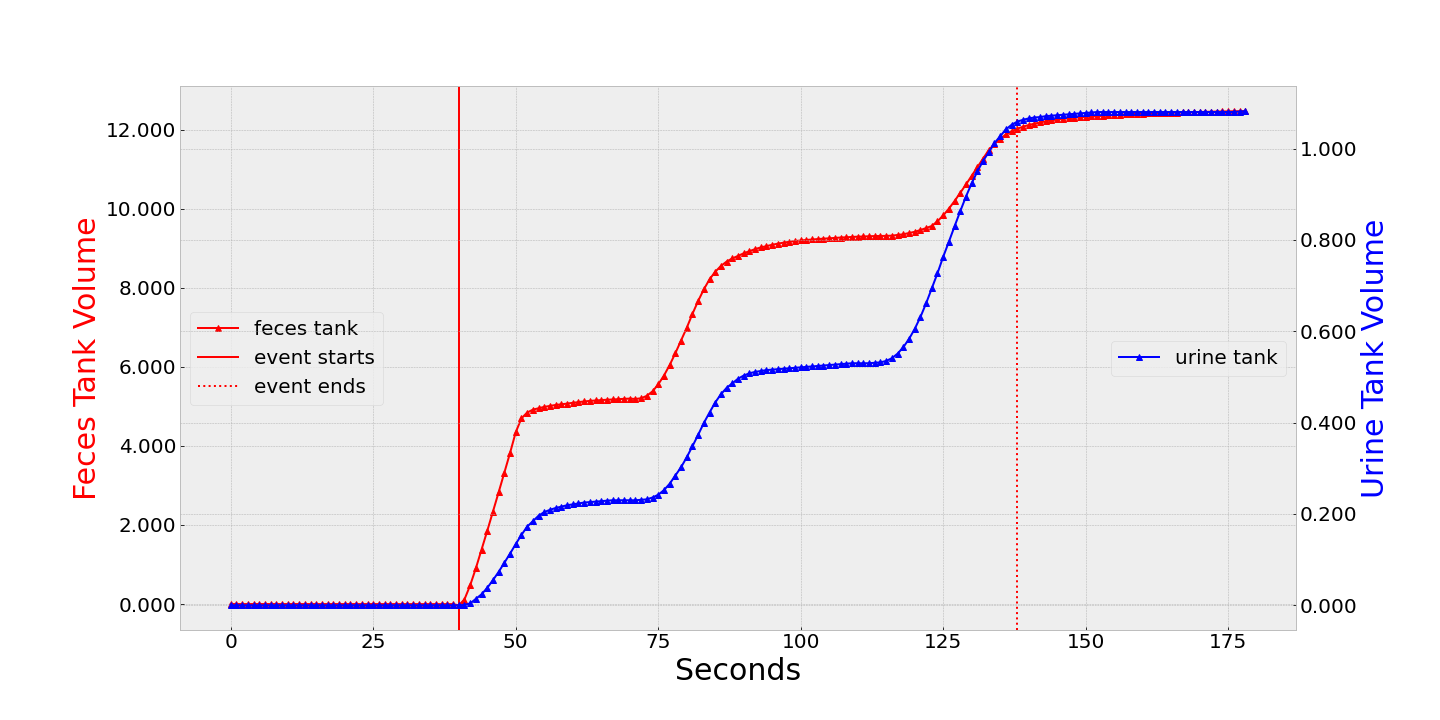 Feces Tank Volume
12.000
10.000
8.000
6.000
4.000
2.000
0.000
feces tank
event starts
event ends
urine tank
1.000
0.800
0.600
0.400
0.200
0.000
Urine Tank Volume
0 25 50 75 100 125 150 175
Seconds